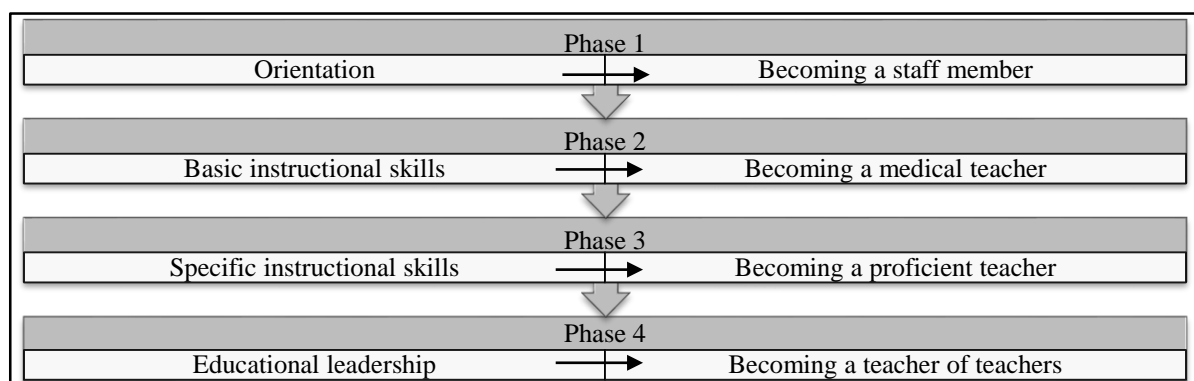 Phase 1
Orientation Becoming a staff member
Phase 2
Basic instructional skills Becoming a medical teacher
Phase 3
Specific instructional skills Becoming a proficient teacher
Phase 4
Educational leadership Becoming a teacher of teachers